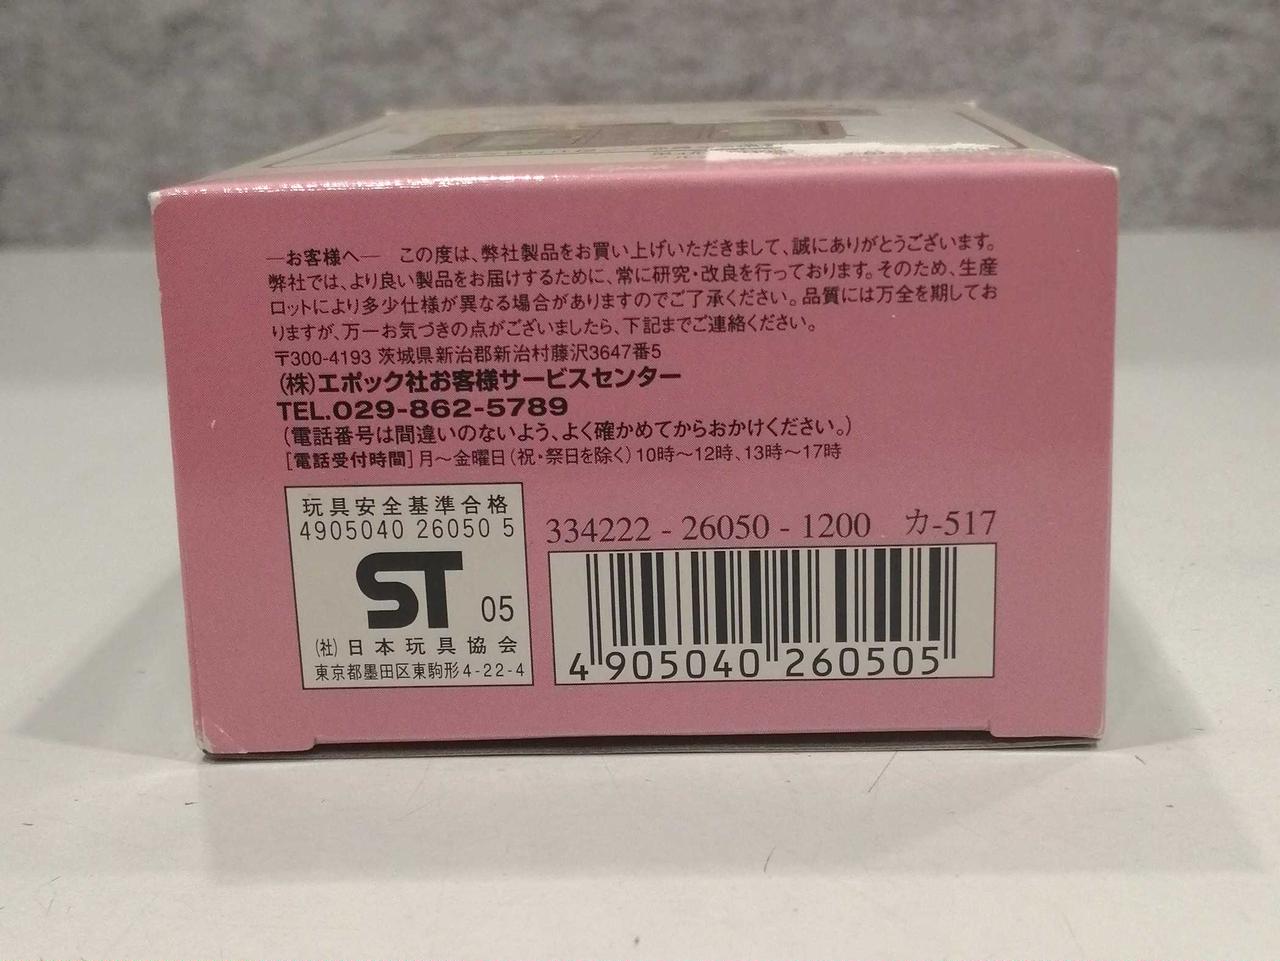 ―お客様へ―　この度は、弊社製品をお買い上げいただきまして、誠にありがとうございます。
弊社では、より良い製品をお届けするために、常に研究・改良を行っております。そのため、生産
ロットにより多少仕様が異なる場合がありますのでご了承ください。品質には万全を期してお
りますが、万一お気づきの点がございましたら、下記までご連絡ください。
〒300-4193 茨城県新治郡新治村藤沢3647番5
(株)エポック社お客様サービスセンター
TEL.029-862-5789
(電話番号は間違いのないよう、よく確かめてからおかけください。)
[電話受付時間] 月～金曜日(祝・祭日を除く) 10時～12時、13時～17時
玩具安全基準合格
4905040 26050 5
ST 05
(社) 日本玩具協会
東京都墨田区東駒形4-22-4
334222 - 26050 - 1200 カ-517
4 905040 260505